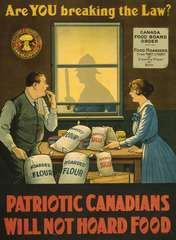 Are YOU breaking the Law?
CANADA
FOOD BOARD
ORDER
FOOD HOARDERS
HOARDED
FLOUR
HOARDED
FLOUR
SUGAR
PATRIOTIC CANADIANS
WILL NOT HOARD FOOD